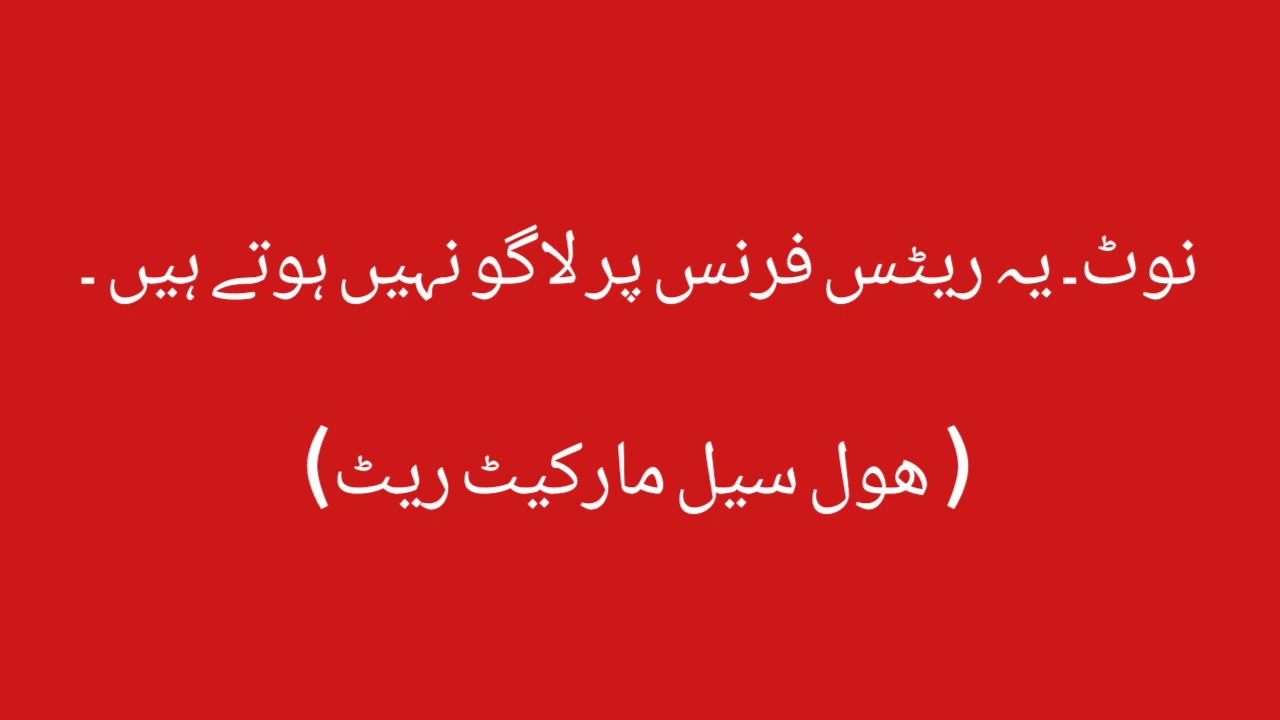 نوٹ۔ یہ ریٹس فرنس پر لاگو نہیں ہوتے ہیں ۔
( ھول سیل مارکیٹ ریٹ)